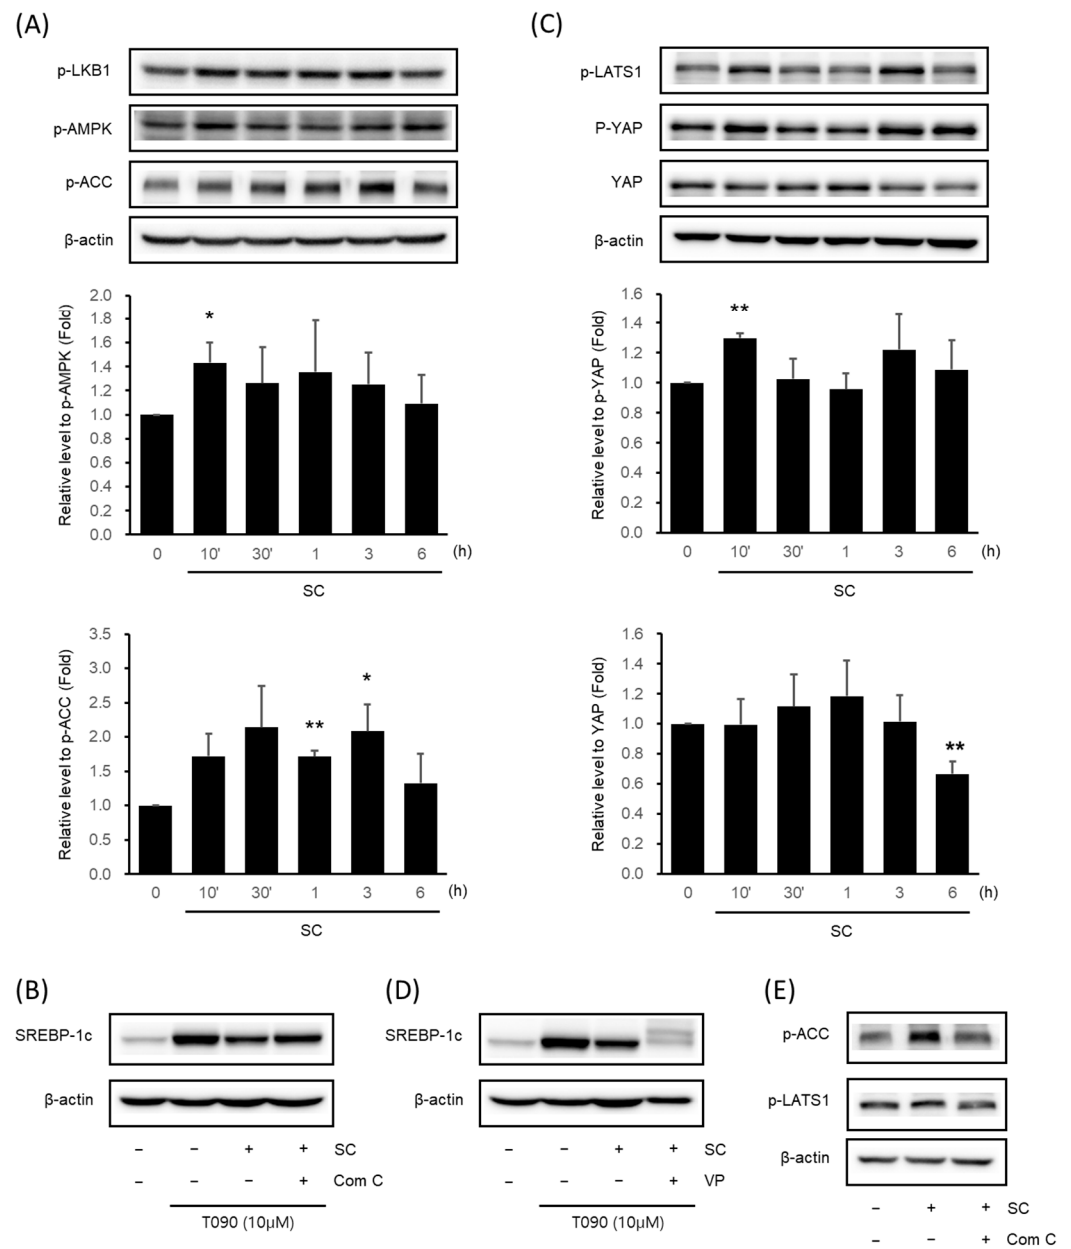 (A)
p-LKB1
p-AMPK
p-ACC
β-actin
Relative level to p-AMPK (Fold)
2.0
1.8
1.6
1.4
1.2
1.0
0.8
0.6
0.4
0.2
0.0
*
0 10' 30' 1 3 6 (h)
SC
Relative level to p-ACC (Fold)
3.5
3.0
2.5
2.0
1.5
1.0
0.5
0.0
**
*
0 10' 30' 1 3 6 (h)
SC
(C)
p-LATS1
P-YAP
YAP
β-actin
Relative level to p-YAP (Fold)
1.6
1.4
1.2
1.0
0.8
0.6
0.4
0.2
0.0
**
0 10' 30' 1 3 6 (h)
SC
Relative level to YAP (Fold)
1.6
1.4
1.2
1.0
0.8
0.6
0.4
0.2
0.0
**
0 10' 30' 1 3 6 (h)
SC
(B)
SREBP-1c
β-actin
− − + + SC
− − − + Com C
T090 (10μM)
(D)
SREBP-1c
β-actin
− − + + SC
− − − + VP
T090 (10μM)
(E)
p-ACC
p-LATS1
β-actin
− + + SC
− − + Com C